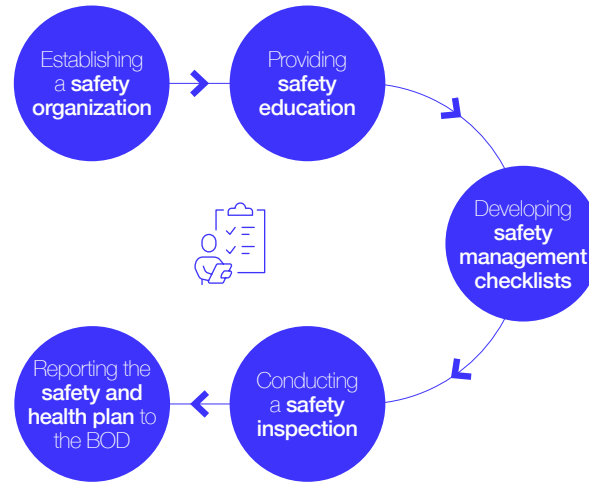 Establishing
a safety
organization
Providing
safety
education
Developing
safety
management
checklists
Conducting
a safety
inspection
Reporting the
safety and
health plan to
the BOD